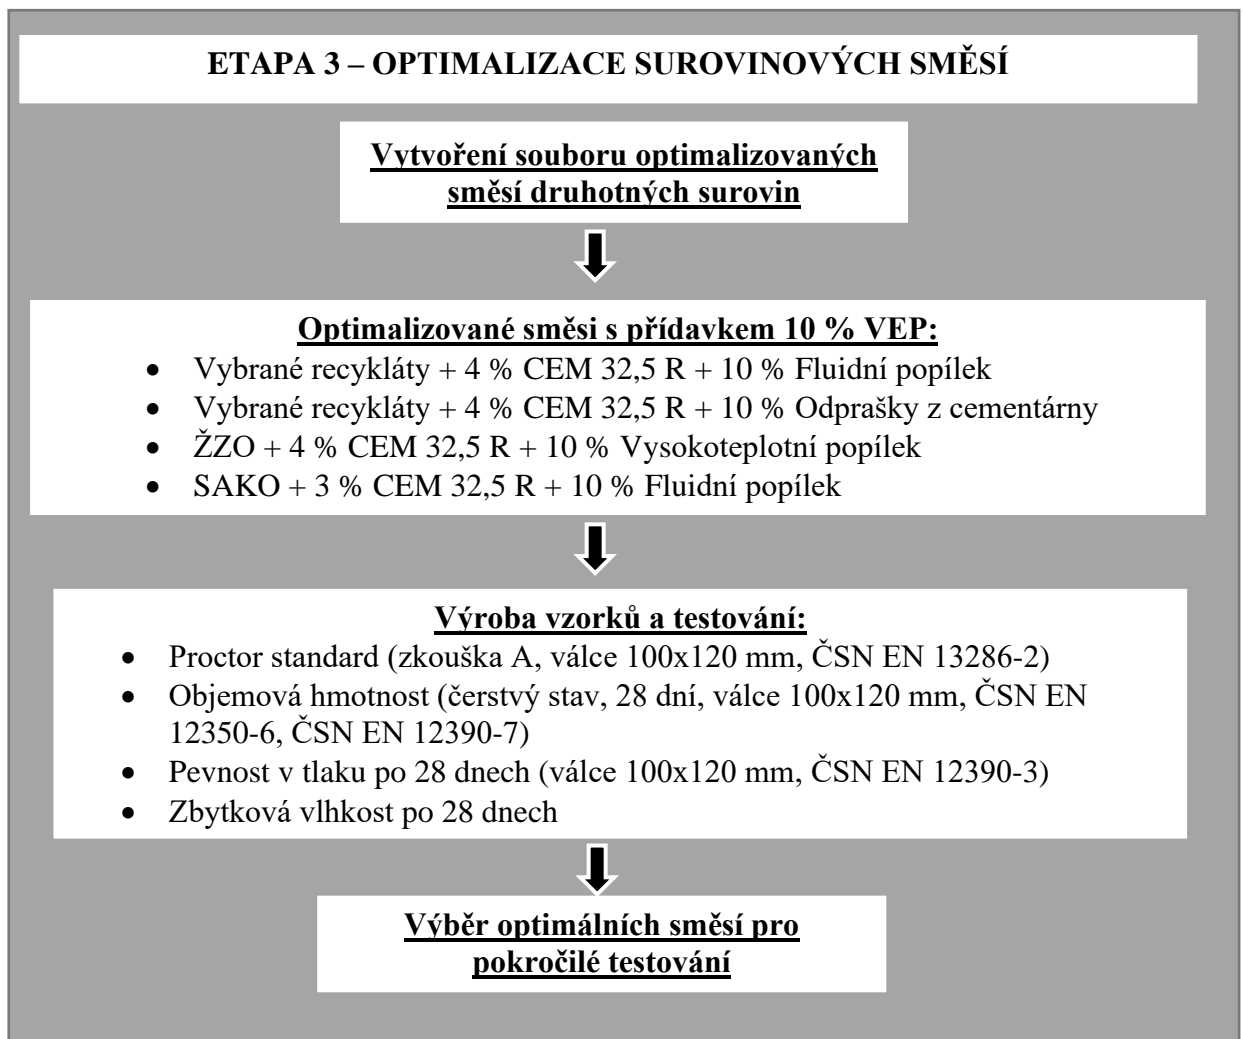 ETAPA 3 – OPTIMALIZACE SUROVINOVÝCH SMĚSÍ
Vytvoření souboru optimalizovaných
směsí druhotných surovin
Optimalizované směsi s přídavkem 10 % VEP:
• Vybrané recykláty + 4 % CEM 32,5 R + 10 % Fluidní popílek
• Vybrané recykláty + 4 % CEM 32,5 R + 10 % Odprašky z cementárny
• ŽZO + 4 % CEM 32,5 R + 10 % Vysokoteplotní popílek
• SAKO + 3 % CEM 32,5 R + 10 % Fluidní popílek
Výroba vzorků a testování:
• Proctor standard (zkouška A, válce 100x120 mm, ČSN EN 13286-2)
• Objemová hmotnost (čerstvý stav, 28 dní, válce 100x120 mm, ČSN EN
12350-6, ČSN EN 12390-7)
• Pevnost v tlaku po 28 dnech (válce 100x120 mm, ČSN EN 12390-3)
• Zbytková vlhkost po 28 dnech
Výběr optimálních směsí pro
pokročilé testování